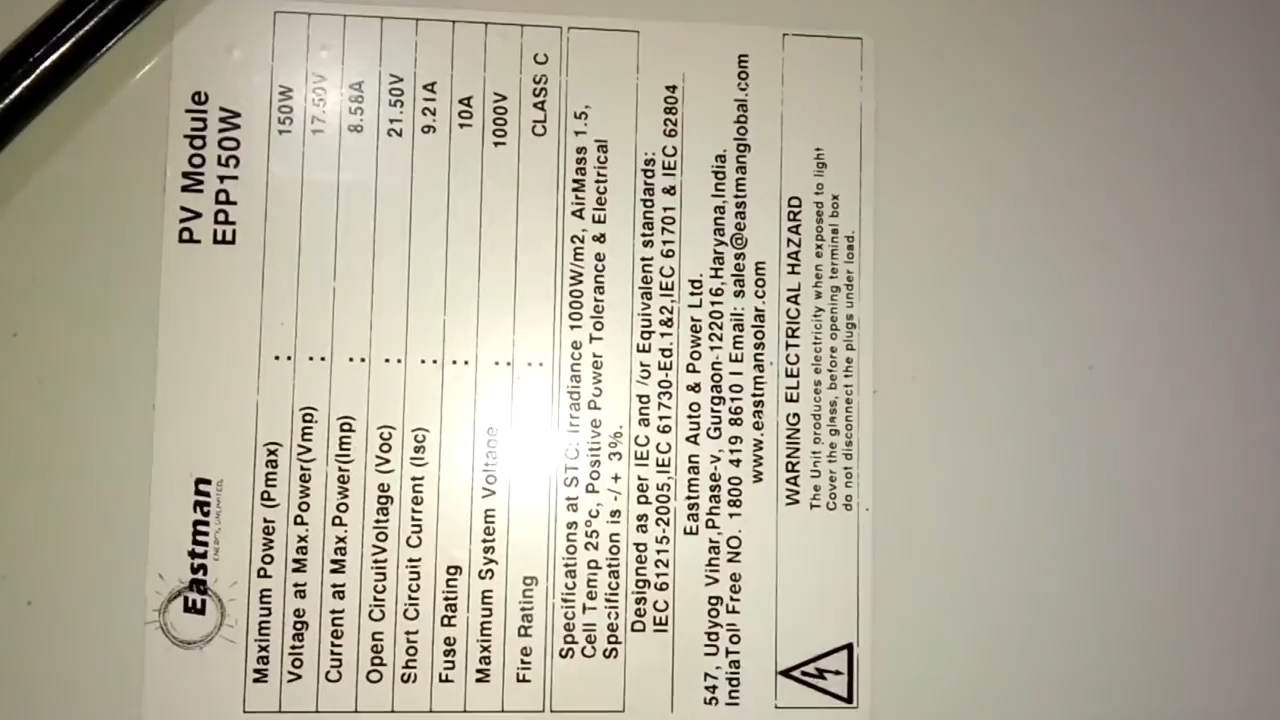 Eastman
ENERGY, UNLIMITED.
PV Module
EPP150W
Maximum Power (Pmax) : 150W
Voltage at Max.Power(Vmp) : 17.50V
Current at Max.Power(Imp) : 8.58A
Open CircuitVoltage (Voc) : 21.50V
Short Circuit Current (Isc) : 9.21A
Fuse Rating : 10A
Maximum System Voltage : 1000V
Fire Rating : CLASS C
Specifications at STC: Irradiance 1000W/m2, AirMass 1.5,
Cell Temp 25°c, Positive Power Tolerance & Electrical
Specification is -/+ 3%.
Designed as per IEC and /or Equivalent standards:
IEC 61215-2005,IEC 61730-Ed.1&2,IEC 61701 & IEC 62804
Eastman Auto & Power Ltd.
547, Udyog Vihar,Phase-v, Gurgaon-122016,Haryana,India.
IndiaToll Free NO. 1800 419 8610 I Email: sales@eastmanglobal.com
www.eastmansolar.com
WARNING ELECTRICAL HAZARD
The Unit produces electricity when exposed to light
Cover the glass, before opening terminal box
do not disconnect the plugs under load.